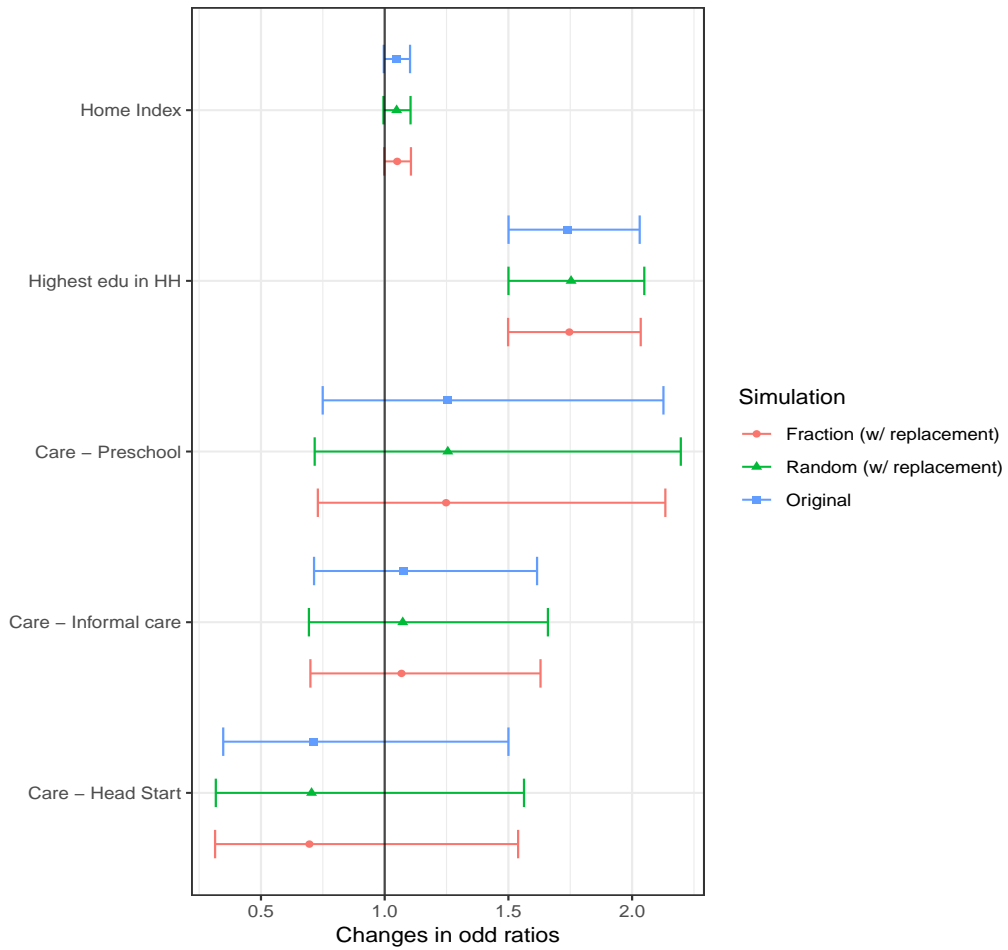 Home Index
Highest edu in HH
Care – Preschool
Care – Informal care
Care – Head Start
0.5 1.0 1.5 2.0
Changes in odd ratios
Simulation
Fraction (w/ replacement)
Random (w/ replacement)
Original